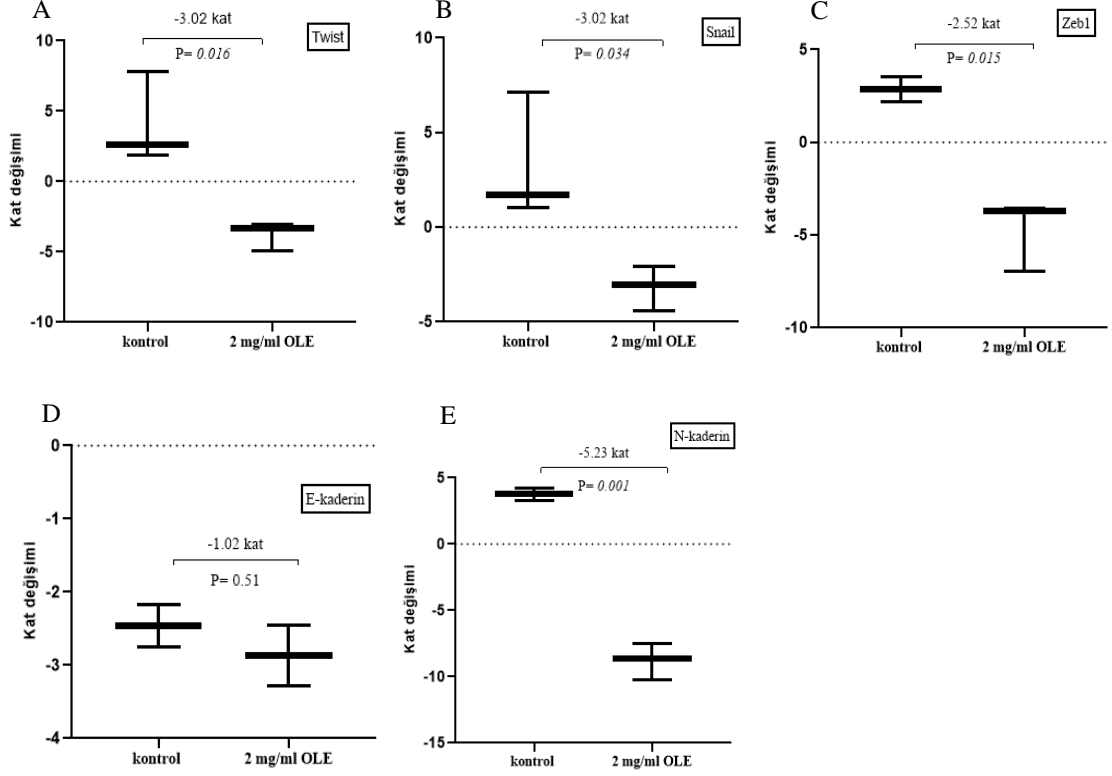 A
-3.02 kat
Twist
P= 0.016
Kat değişimi
10
5
0
-5
-10
kontrol
2 mg/ml OLE
B
-3.02 kat
Snail
P= 0.034
Kat değişimi
10
5
0
-5
kontrol
2 mg/ml OLE
C
-2.52 kat
Zeb1
P= 0.015
Kat değişimi
5
0
-5
-10
kontrol
2 mg/ml OLE
D
E-kaderin
-1.02 kat
P= 0.51
Kat değişimi
0
-1
-2
-3
-4
kontrol
2 mg/ml OLE
E
N-kaderin
-5.23 kat
P= 0.001
Kat değişimi
5
0
-5
-10
-15
kontrol
2 mg/ml OLE